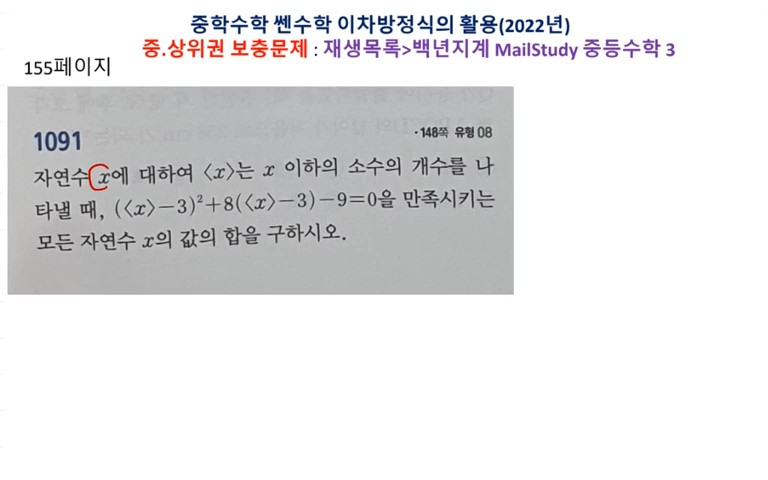 중학수학 쎈수학 이차방정식의 활용(2022년)
중.상위권 보충문제 : 재생목록>백년지계 MailStudy 중등수학 3
155페이지
1091
·148쪽 유형 08
자연수 x에 대하여 〈x〉는 x 이하의 소수의 개수를 나
타낼 때, (〈x〉-3)²+8(〈x〉-3)-9=0을 만족시키는
모든 자연수 x의 값의 합을 구하시오.